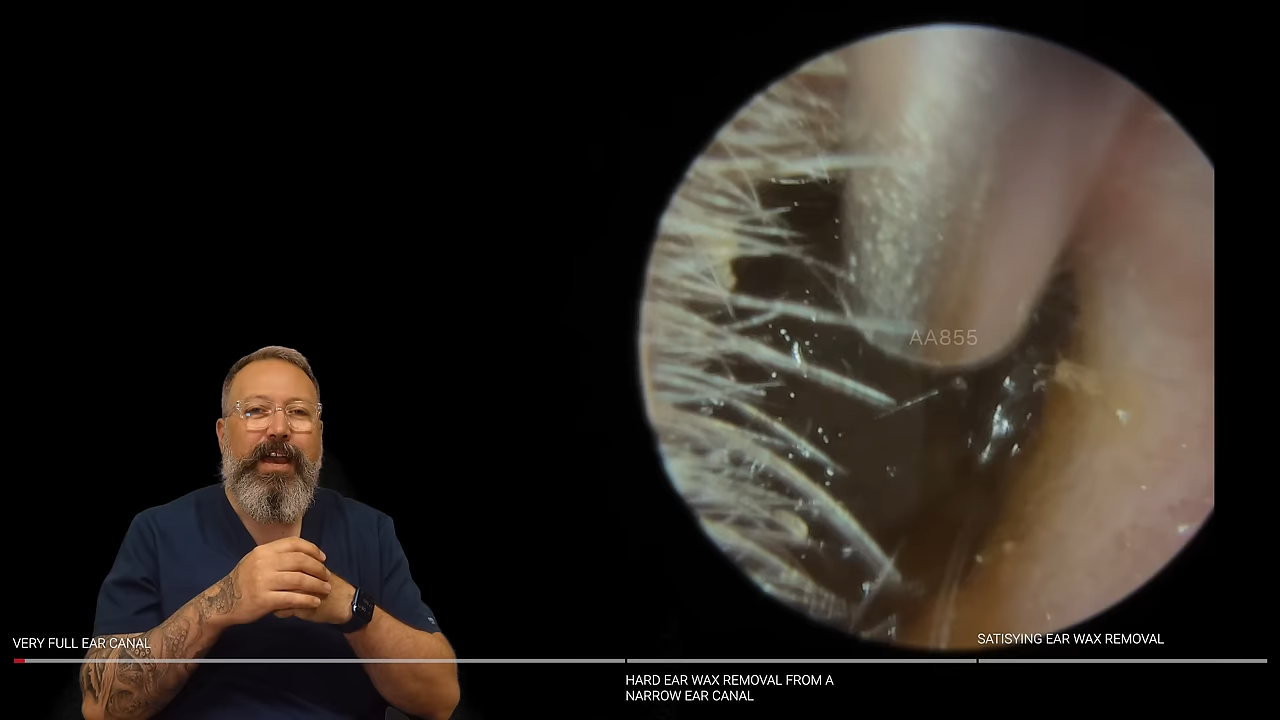 AA855
VERY FULL EAR CANAL
SATISYING EAR WAX REMOVAL
HARD EAR WAX REMOVAL FROM A
NARROW EAR CANAL